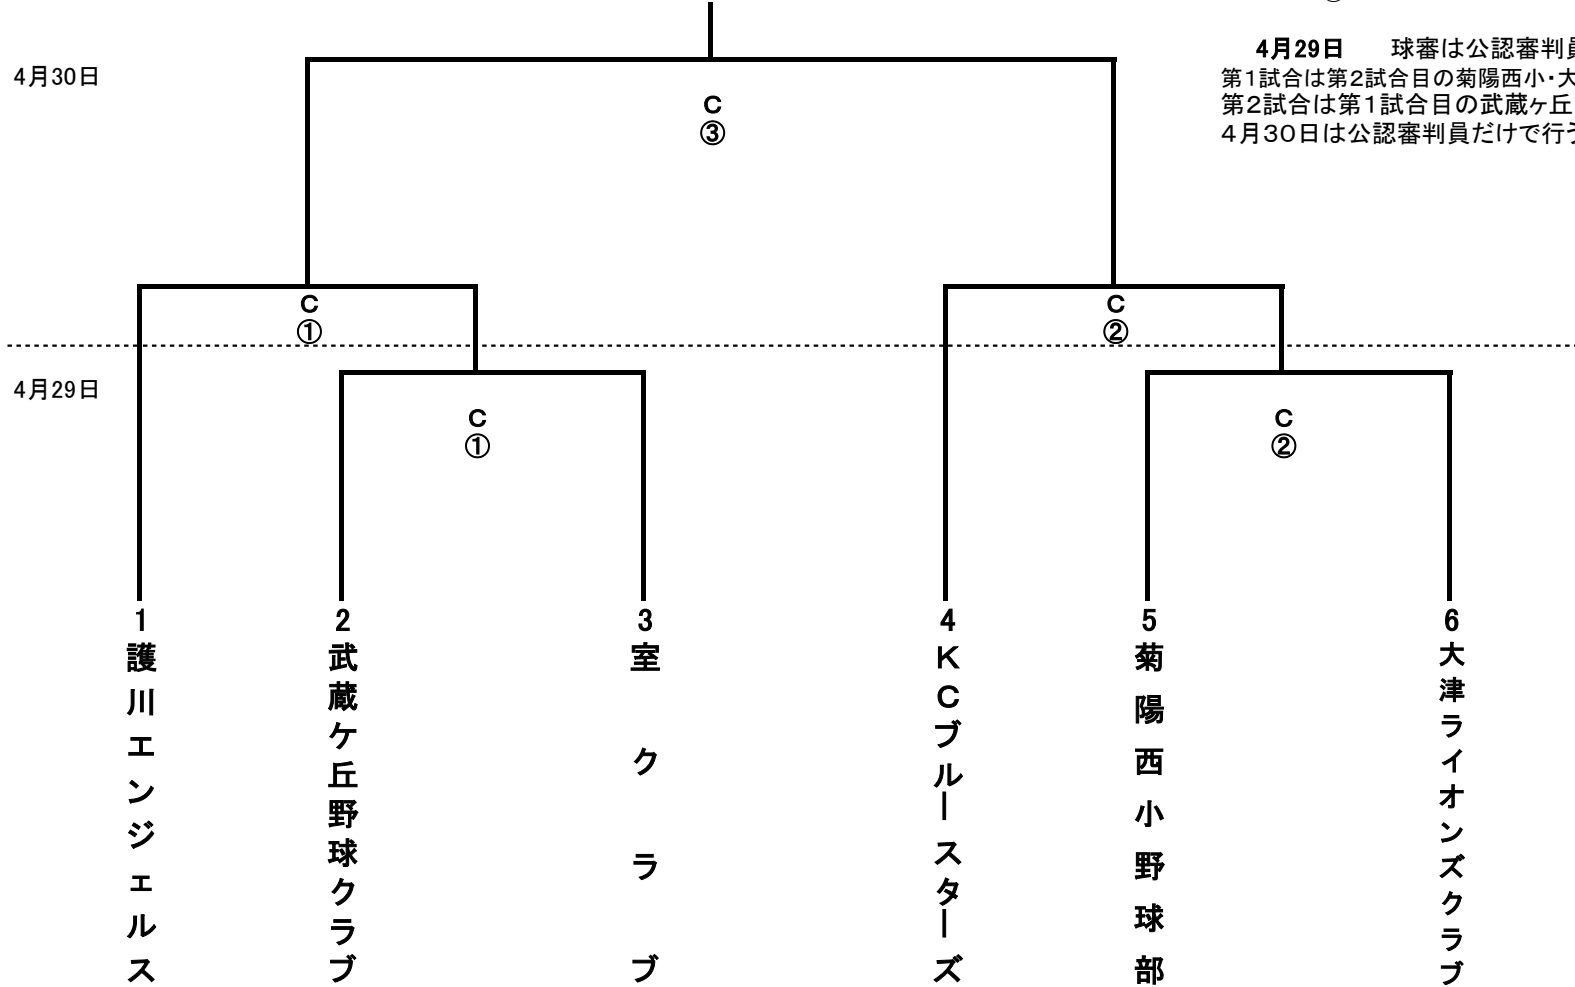 4月29日 球審は公認審判員
第1試合は第2試合目の菊陽西小・大
第2試合は第1試合目の武蔵ヶ丘
4月30日は公認審判員だけで行う
4月30日
C
③
C
①
C
②
4月29日
C
①
C
②
1
護川エンジェルス
2
武蔵ケ丘野球クラブ
3
室クラブ
4
KCブルースターズ
5
菊陽西小野球部
6
大津ライオンズクラブ